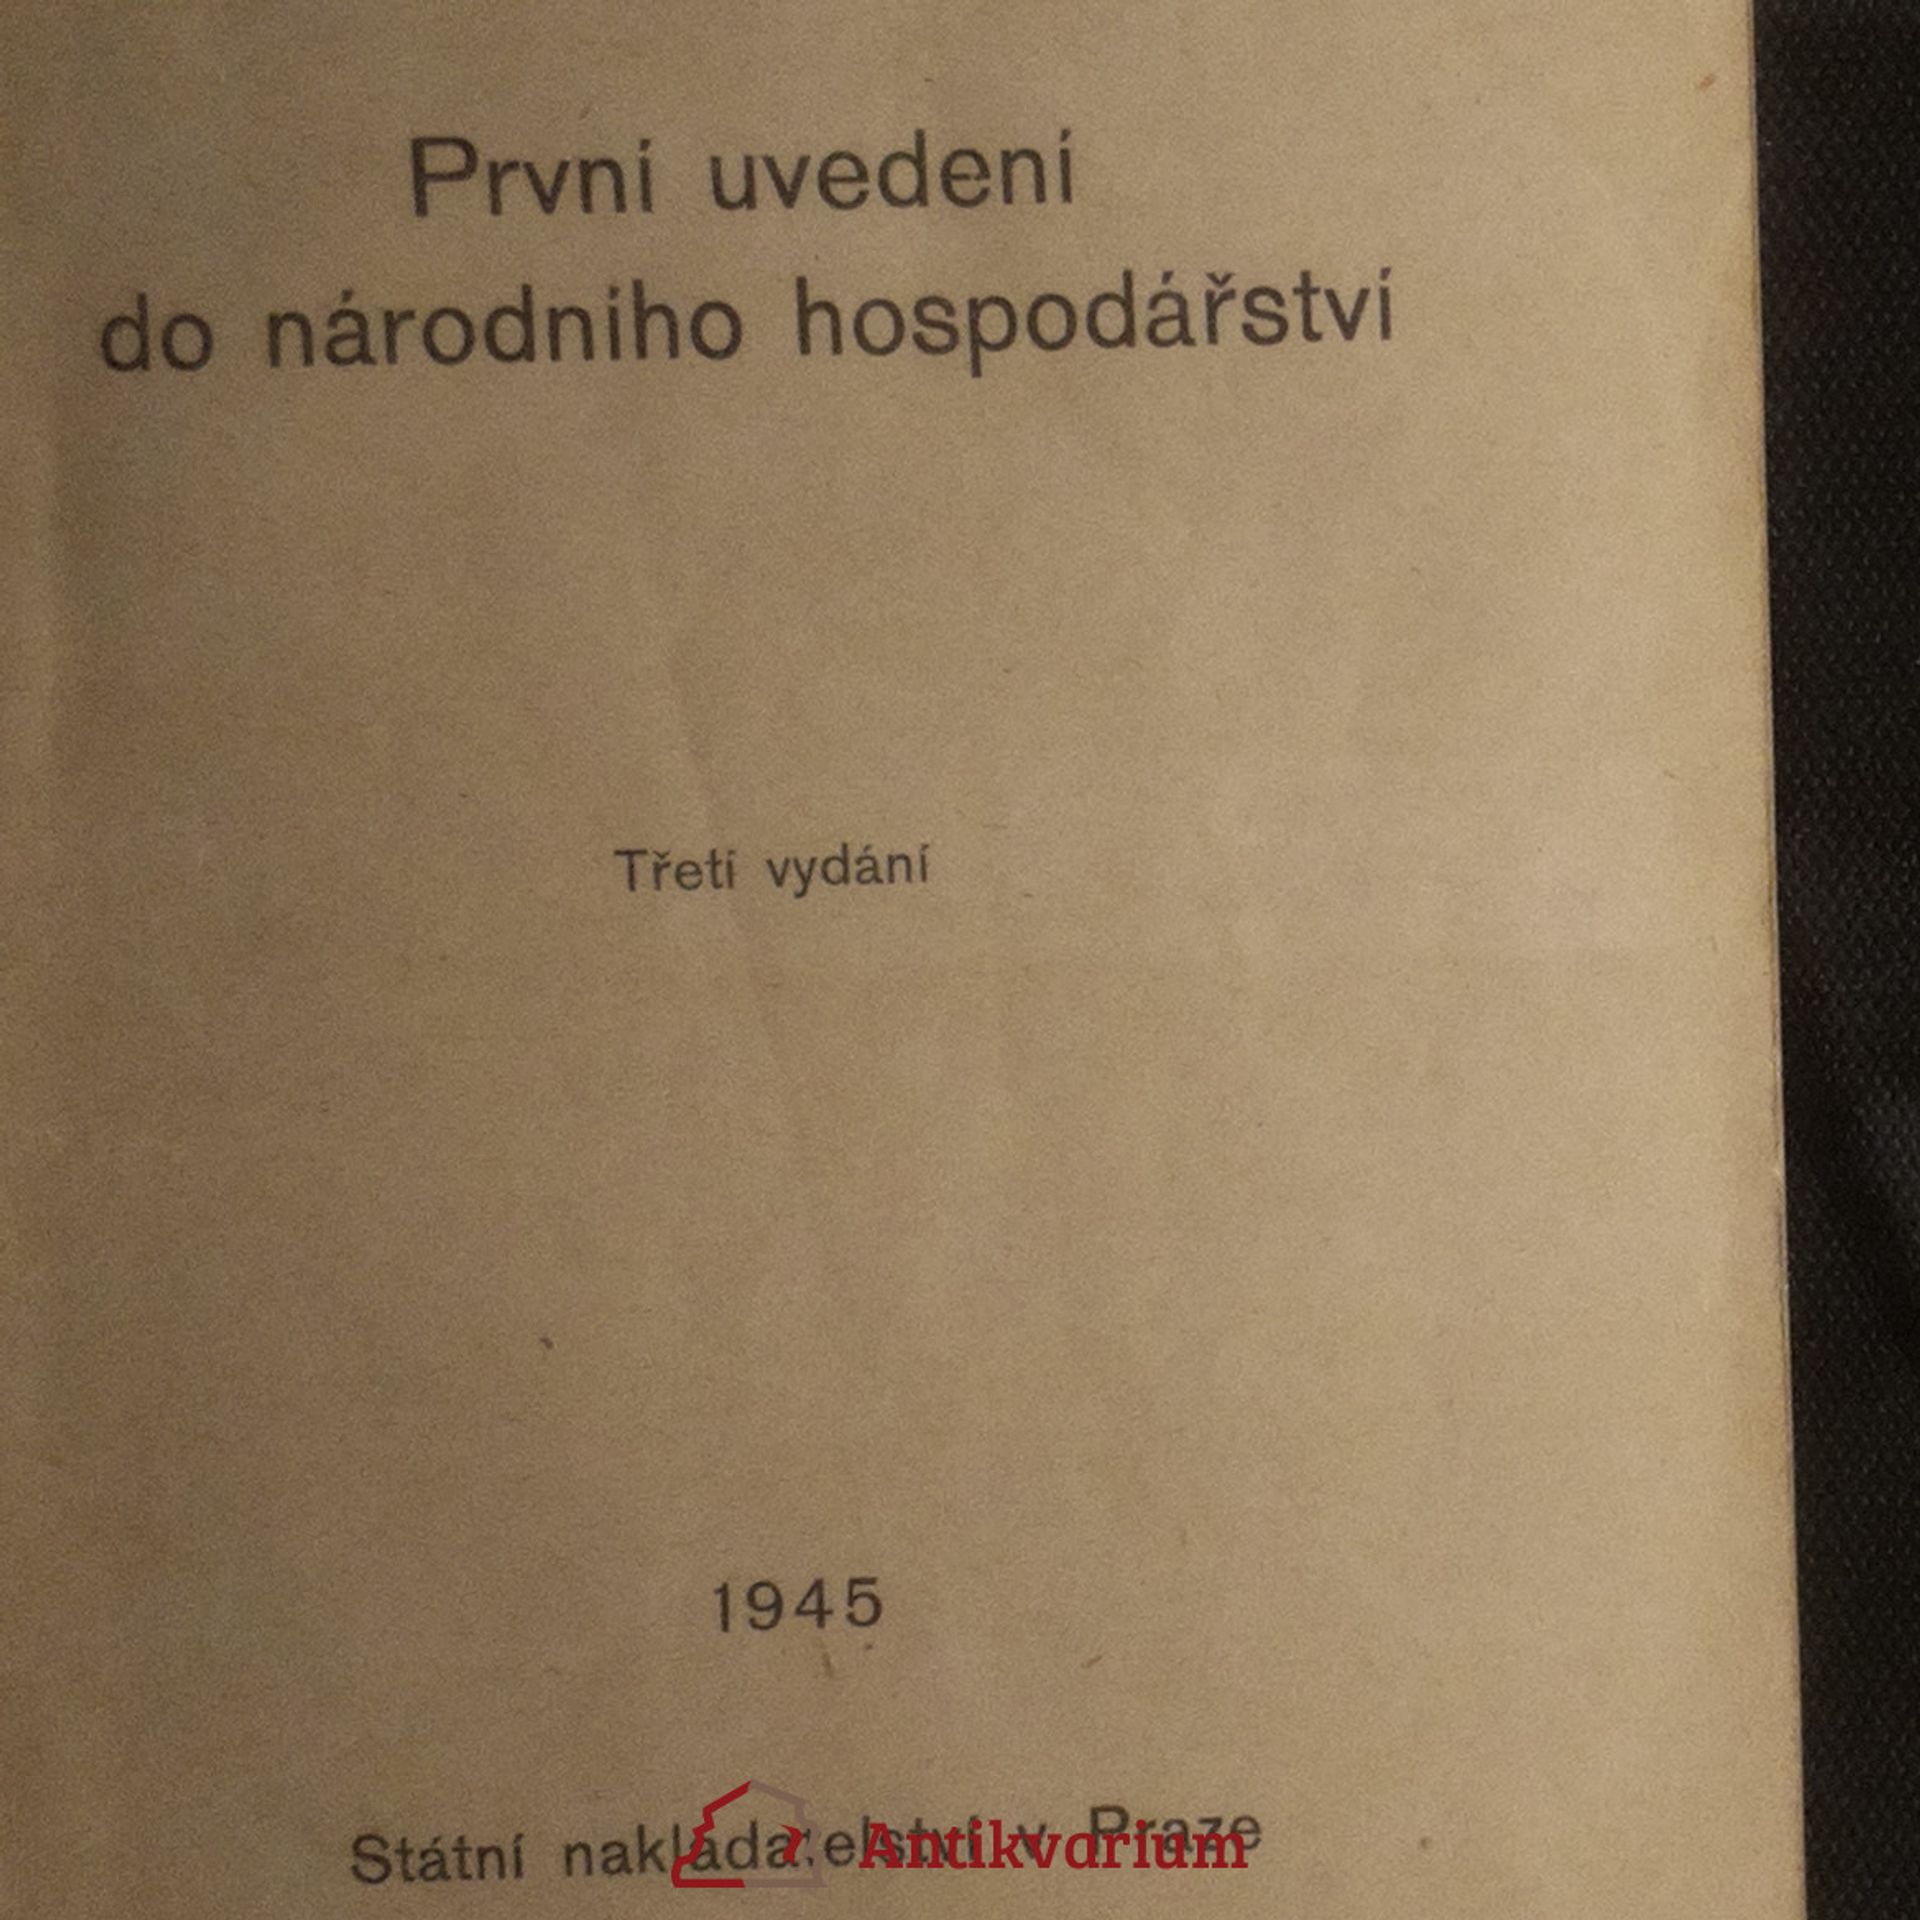 První uvedení
do národního hospodářství
Třetí vydání
1945
Státní nakladatelství v Praze
Antikvarium